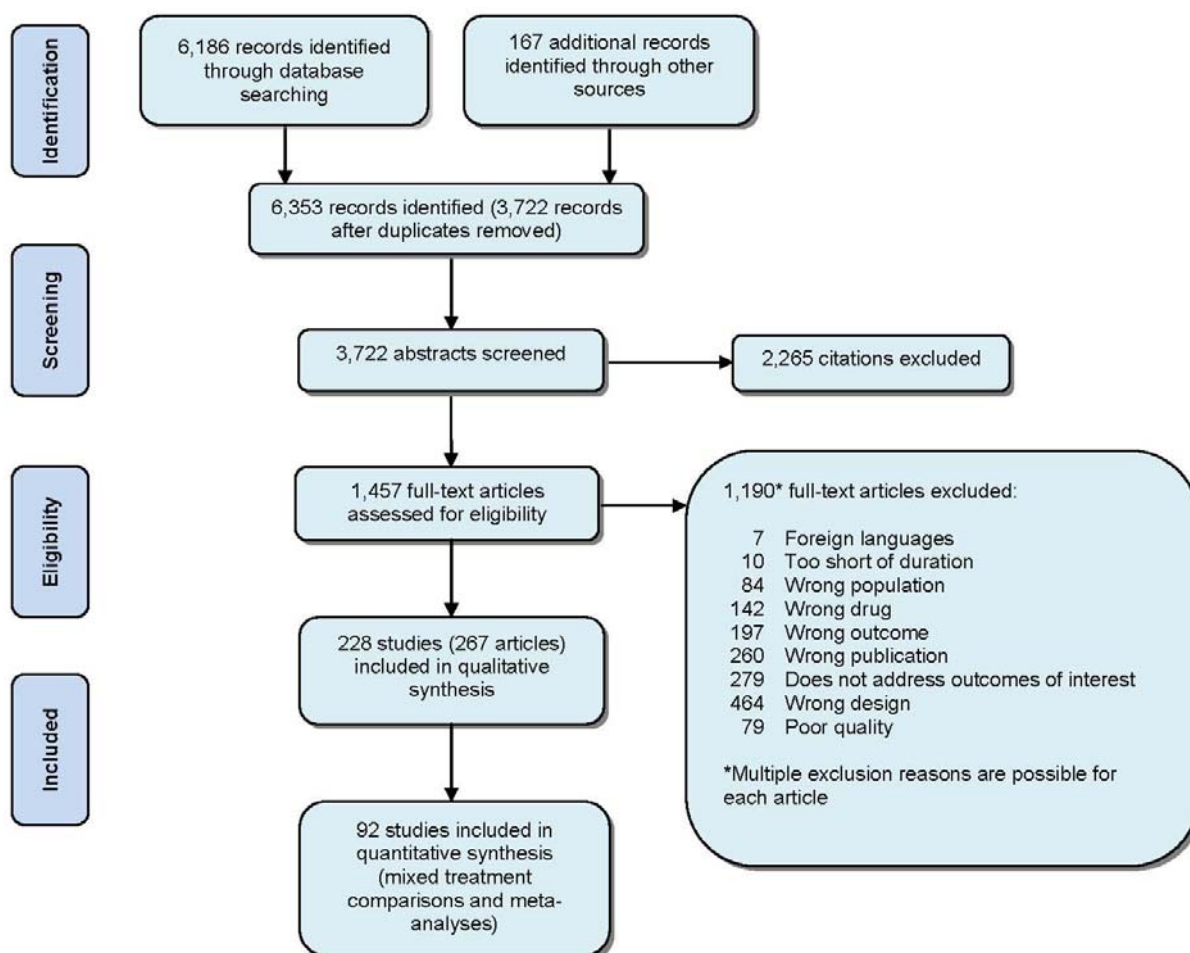 Identification
6,186 records identified
through database
searching
167 additional records
identified through other
sources
6,353 records identified (3,722 records
after duplicates removed)
Screening
3,722 abstracts screened
2,265 citations excluded
Eligibility
1,457 full-text articles
assessed for eligibility
1,190* full-text articles excluded:
7 Foreign languages
10 Too short of duration
84 Wrong population
142 Wrong drug
197 Wrong outcome
260 Wrong publication
279 Does not address outcomes of interest
464 Wrong design
79 Poor quality
*Multiple exclusion reasons are possible for
each article
228 studies (267 articles)
included in qualitative
synthesis
Included
92 studies included in
quantitative synthesis
(mixed treatment
comparisons and meta-
analyses)